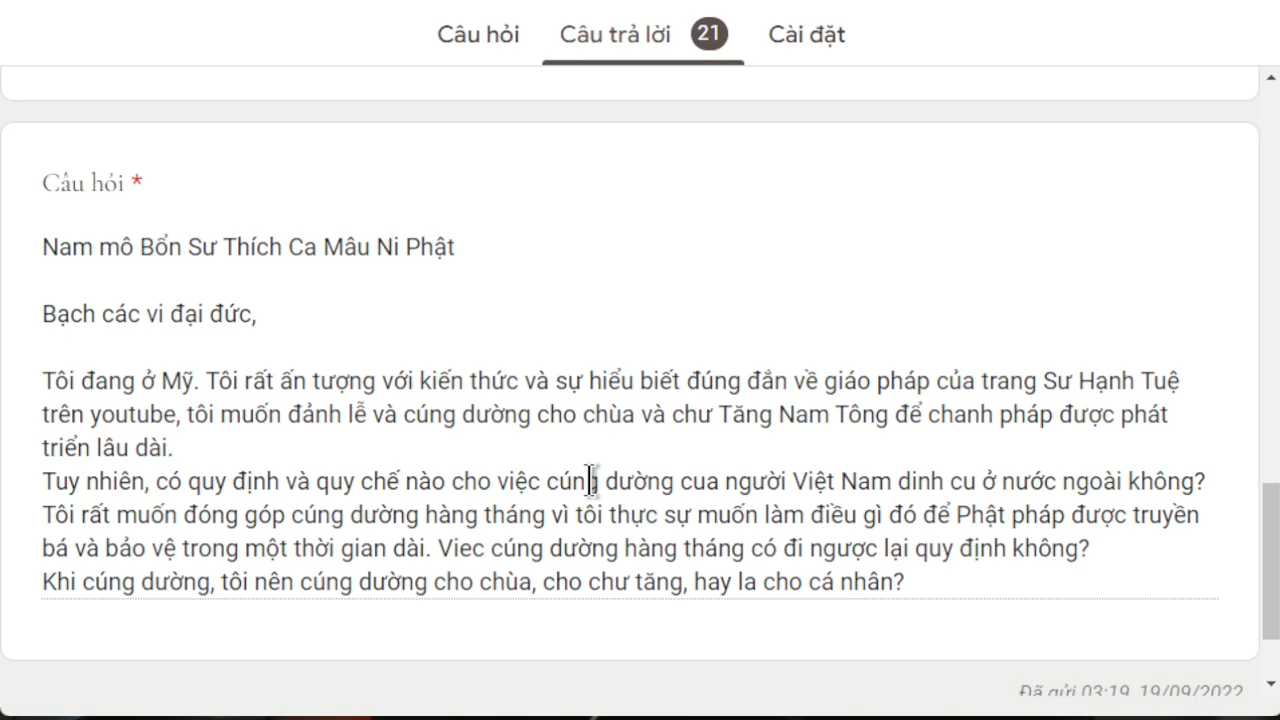 Câu hỏi
Câu trả lời 21
Cài đặt
Câu hỏi *
Nam mô Bổn Sư Thích Ca Mâu Ni Phật
Bạch các vi đại đức,
Tôi đang ở Mỹ. Tôi rất ấn tượng với kiến thức và sự hiểu biết đúng đắn về giáo pháp của trang Sư Hạnh Tuệ
trên youtube, tôi muốn đảnh lễ và cúng dường cho chùa và chư Tăng Nam Tông để chanh pháp được phát
triển lâu dài.
Tuy nhiên, có quy định và quy chế nào cho việc cúng dường cua người Việt Nam dinh cu ở nước ngoài không?
Tôi rất muốn đóng góp cúng dường hàng tháng vì tôi thực sự muốn làm điều gì đó để Phật pháp được truyền
bá và bảo vệ trong một thời gian dài. Viec cúng dường hàng tháng có đi ngược lại quy định không?
Khi cúng dường, tôi nên cúng dường cho chùa, cho chư tăng, hay la cho cá nhân?
Đã gửi 03:19, 19/09/2022